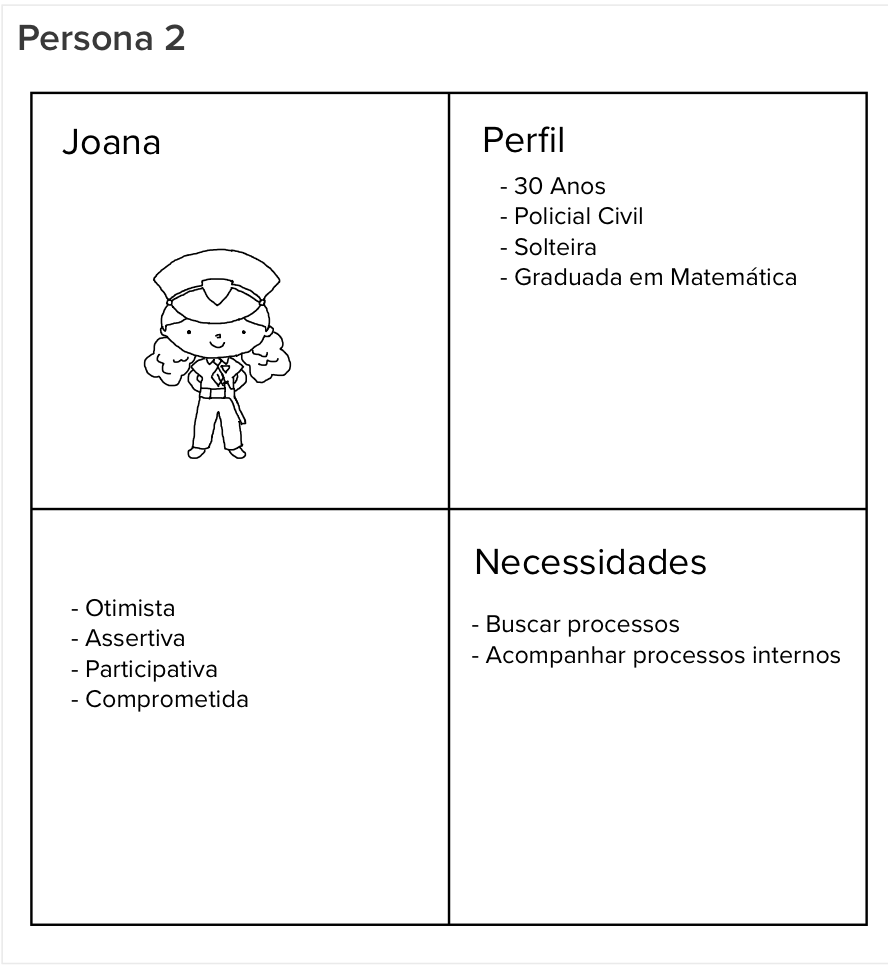 Persona 2
Joana
Perfil
- 30 Anos
- Policial Civil
- Solteira
- Graduada em Matemática
- Otimista
- Assertiva
- Participativa
- Comprometida
Necessidades
- Buscar processos
- Acompanhar processos internos